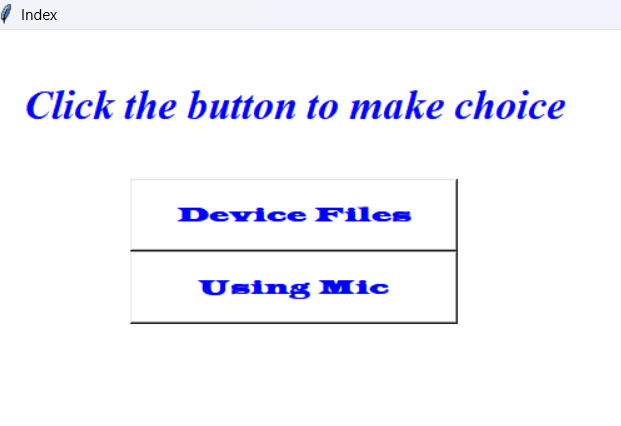 Index
Click the button to make choice
Device Files
Using Mic